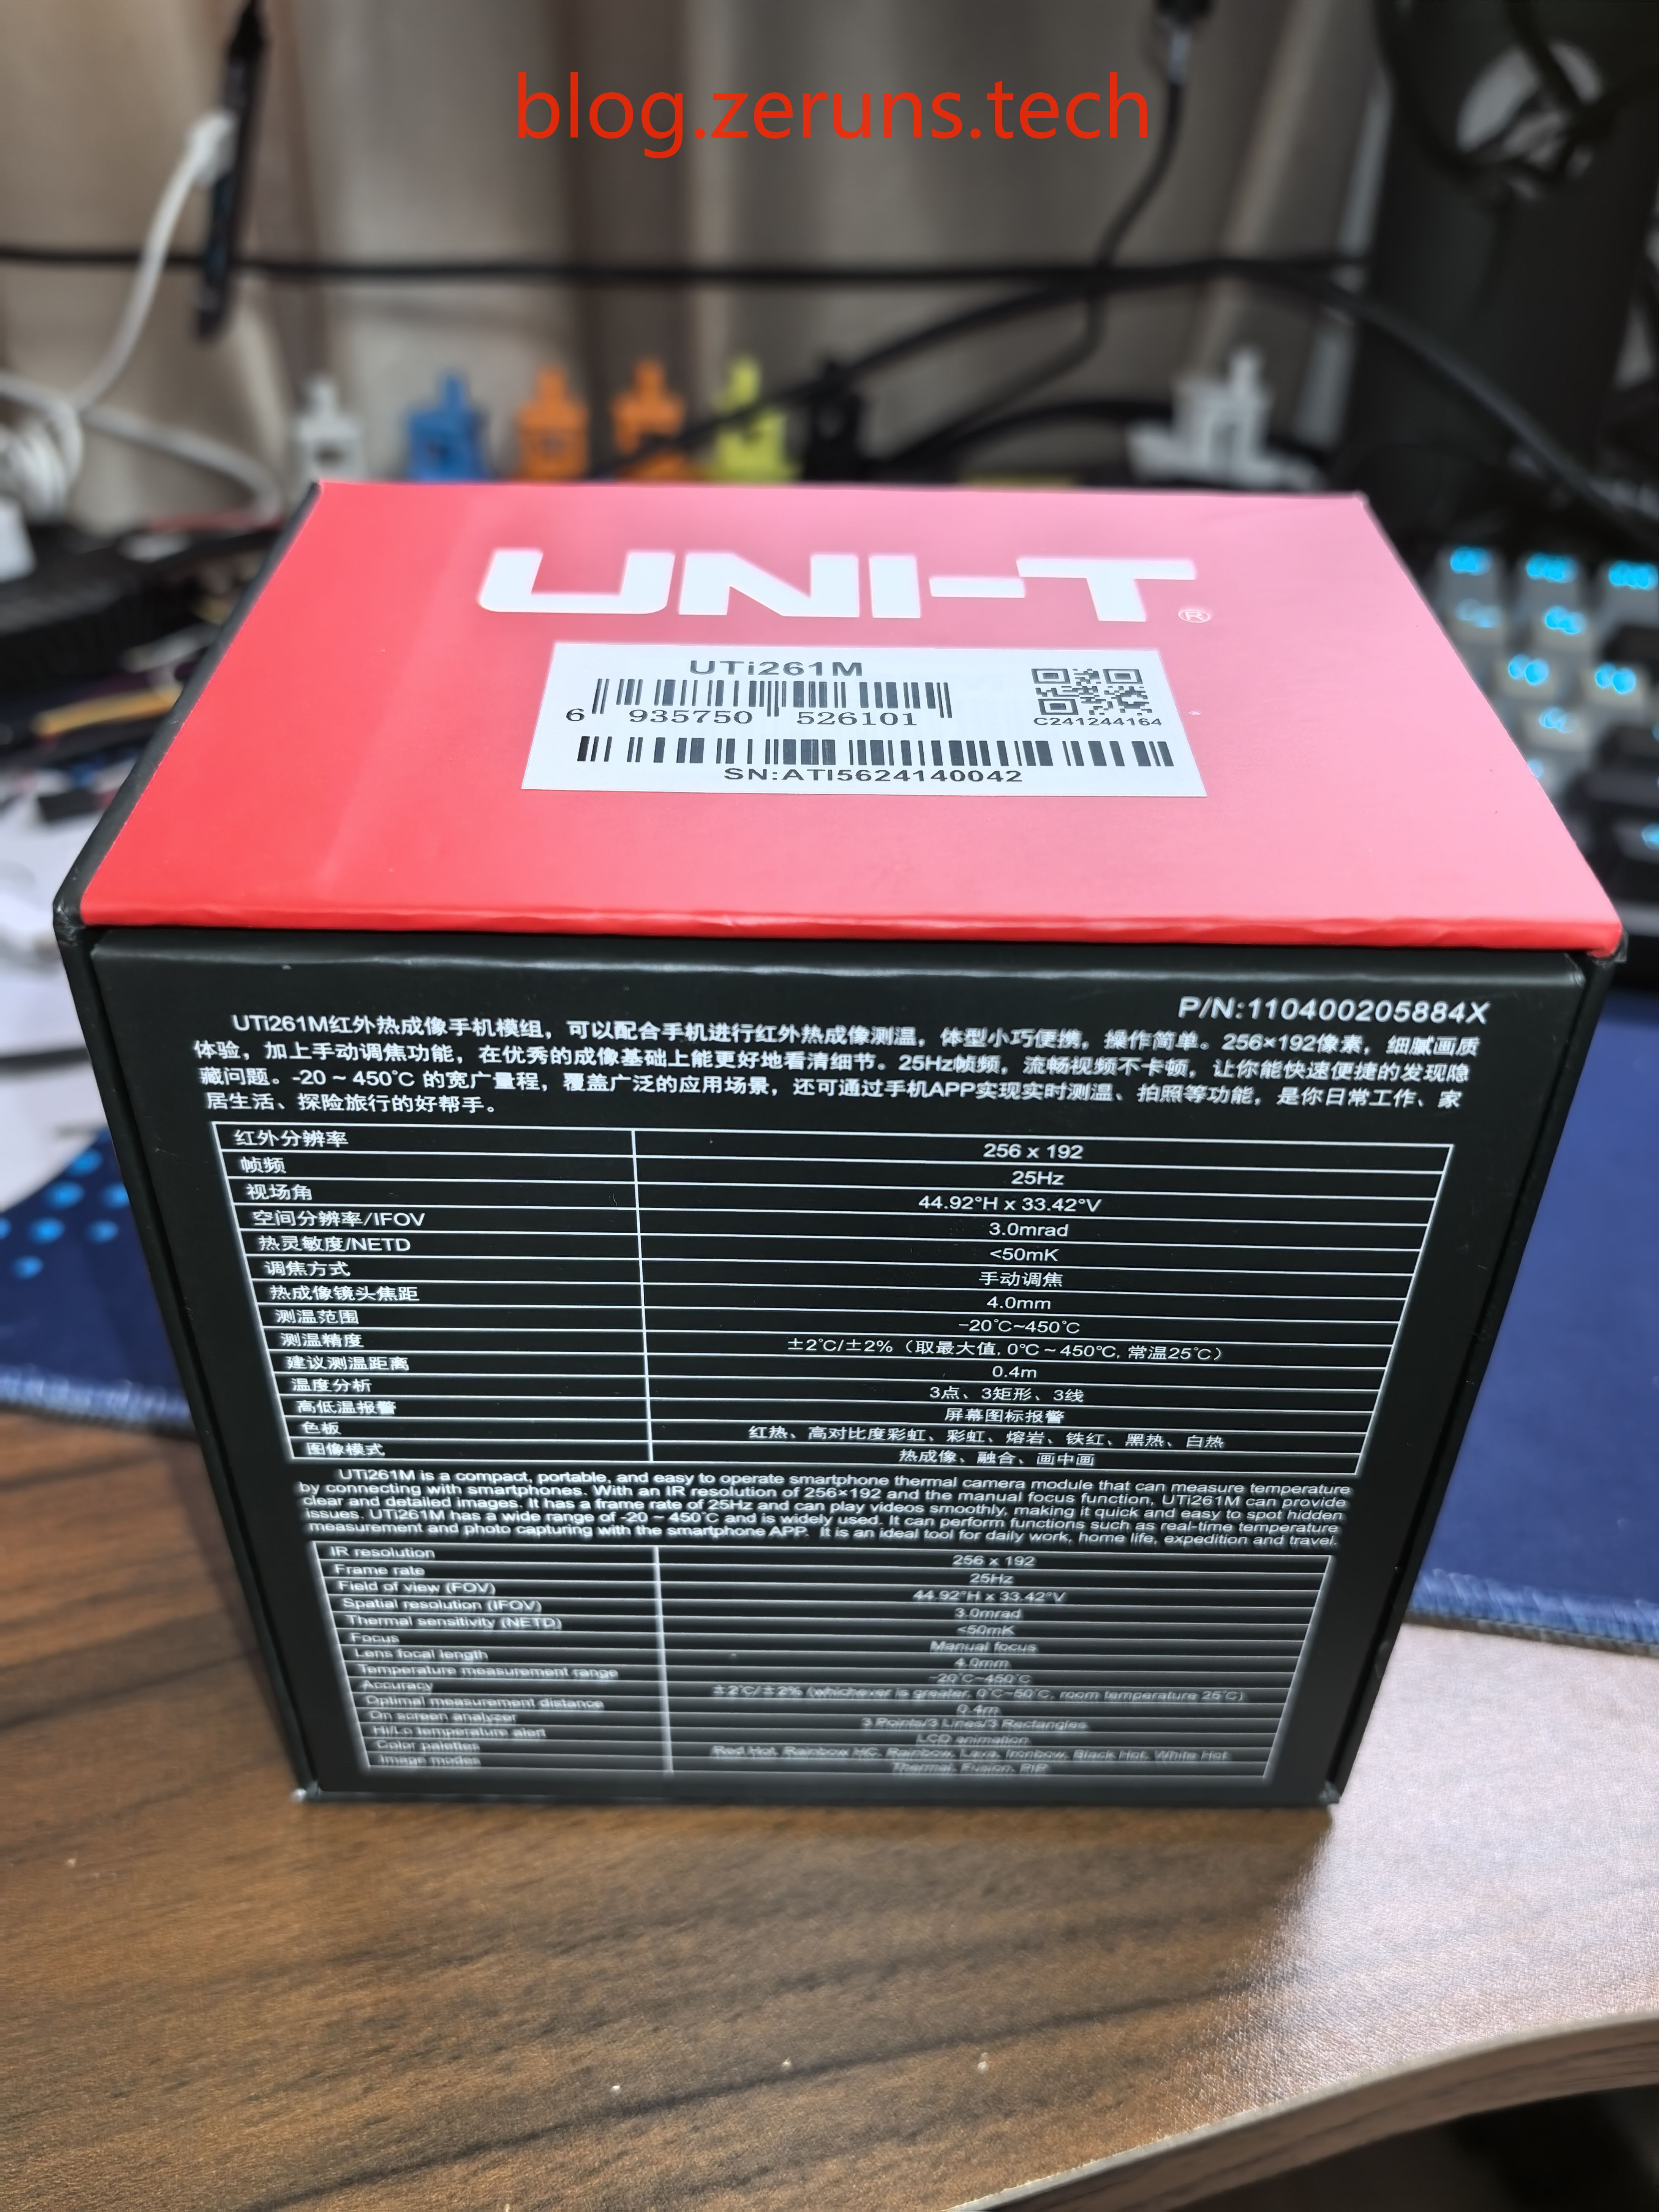 blog.zeruns.tech
UNI-T®
UTi261M
6 935750 526101
C241244164
SN:ATI5624140042
P/N:110400205884X
UTi261M红外热成像手机模组，可以配合手机进行红外热成像测温，体型小巧便携，操作简单。256×192像素，细腻画质
体验，加上手动调焦功能，在优秀的成像基础上能更好地看清细节。25Hz帧频，流畅视频不卡顿，让你能快速便捷的发现隐
藏问题。-20 ~ 450℃ 的宽广量程，覆盖广泛的应用场景，还可通过手机APP实现实时测温、拍照等功能，是你日常工作、家
居生活、探险旅行的好帮手。
红外分辨率 256 x 192
帧频 25Hz
视场角 44.92°H x 33.42°V
空间分辨率/IFOV 3.0mrad
热灵敏度/NETD <50mK
调焦方式 手动调焦
热成像镜头焦距 4.0mm
测温范围 -20℃~450℃
测温精度 ±2℃/±2%（取最大值, 0℃ ~ 450℃, 常温25℃）
建议测温距离 0.4m
温度分析 3点、3矩形、3线
高低温报警 屏幕图标报警
色板 红热、高对比度彩虹、彩虹、熔岩、铁红、黑热、白热
图像模式 热成像、融合、画中画
UTi261M is a compact, portable, and easy to operate smartphone thermal camera module that can measure temperature
by connecting with smartphones. With an IR resolution of 256×192 and the manual focus function, UTi261M can provide
clear and detailed images. It has a frame rate of 25Hz and can play videos smoothly, making it quick and easy to spot hidden
issues. UTi261M has a wide range of -20 ~ 450℃ and is widely used. It can perform functions such as real-time temperature
measurement and photo capturing with the smartphone APP. It is an ideal tool for daily work, home life, expedition and travel.
IR resolution 256 x 192
Frame rate 25Hz
Field of view (FOV) 44.92°H x 33.42°V
Spatial resolution (IFOV) 3.0mrad
Thermal sensitivity (NETD) <50mK
Focus Manual focus
Lens focal length 4.0mm
Temperature measurement range -20℃~450℃
Accuracy ±2℃/±2% (whichever is greater, 0℃~50℃, room temperature 25℃)
Optimal measurement distance 0.4m
On screen analyzer 3 Points/3 Lines/3 Rectangles
Hi/Lo temperature alert LCD animation
Color palettes Red Hot, Rainbow HC, Rainbow, Lava, Ironbow, Black Hot, White Hot
Image modes Thermal, Fusion, PIP